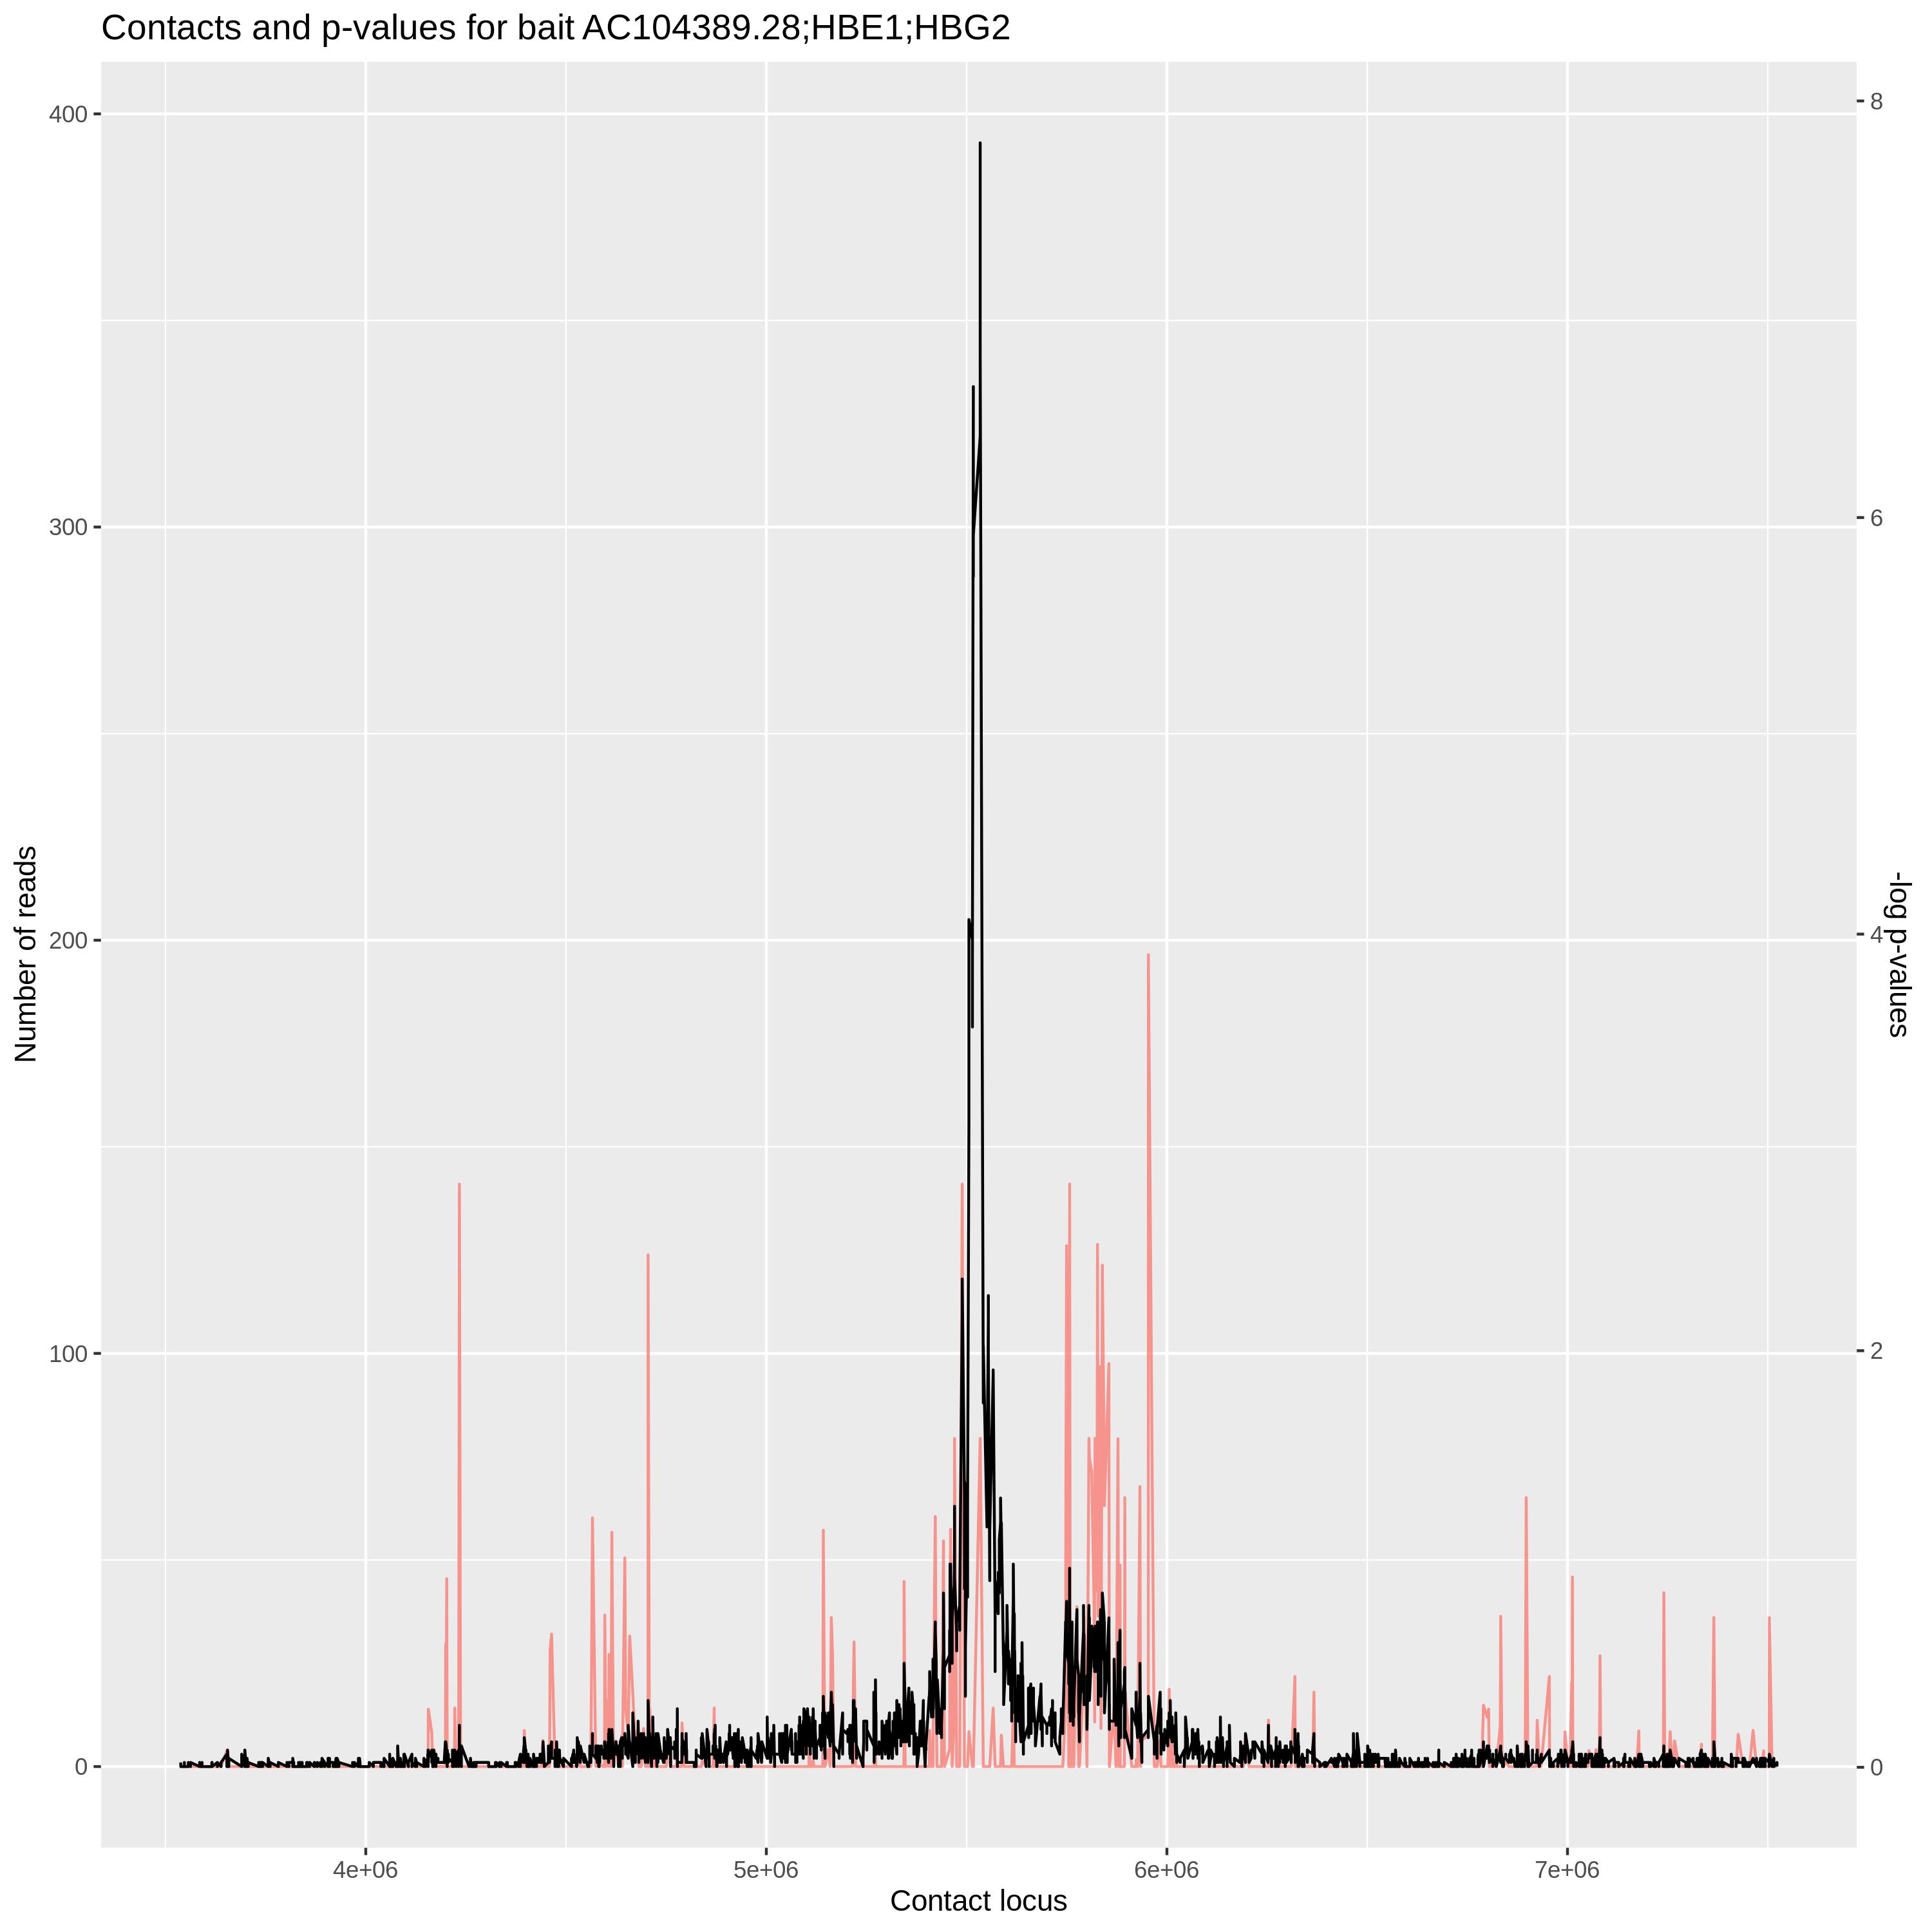 Contacts and p-values for bait AC104389.28;HBE1;HBG2
400
300
200
100
0
8
6
4
2
0
Number of reads
-log p-values
4e+06
5e+06
6e+06
7e+06
Contact locus